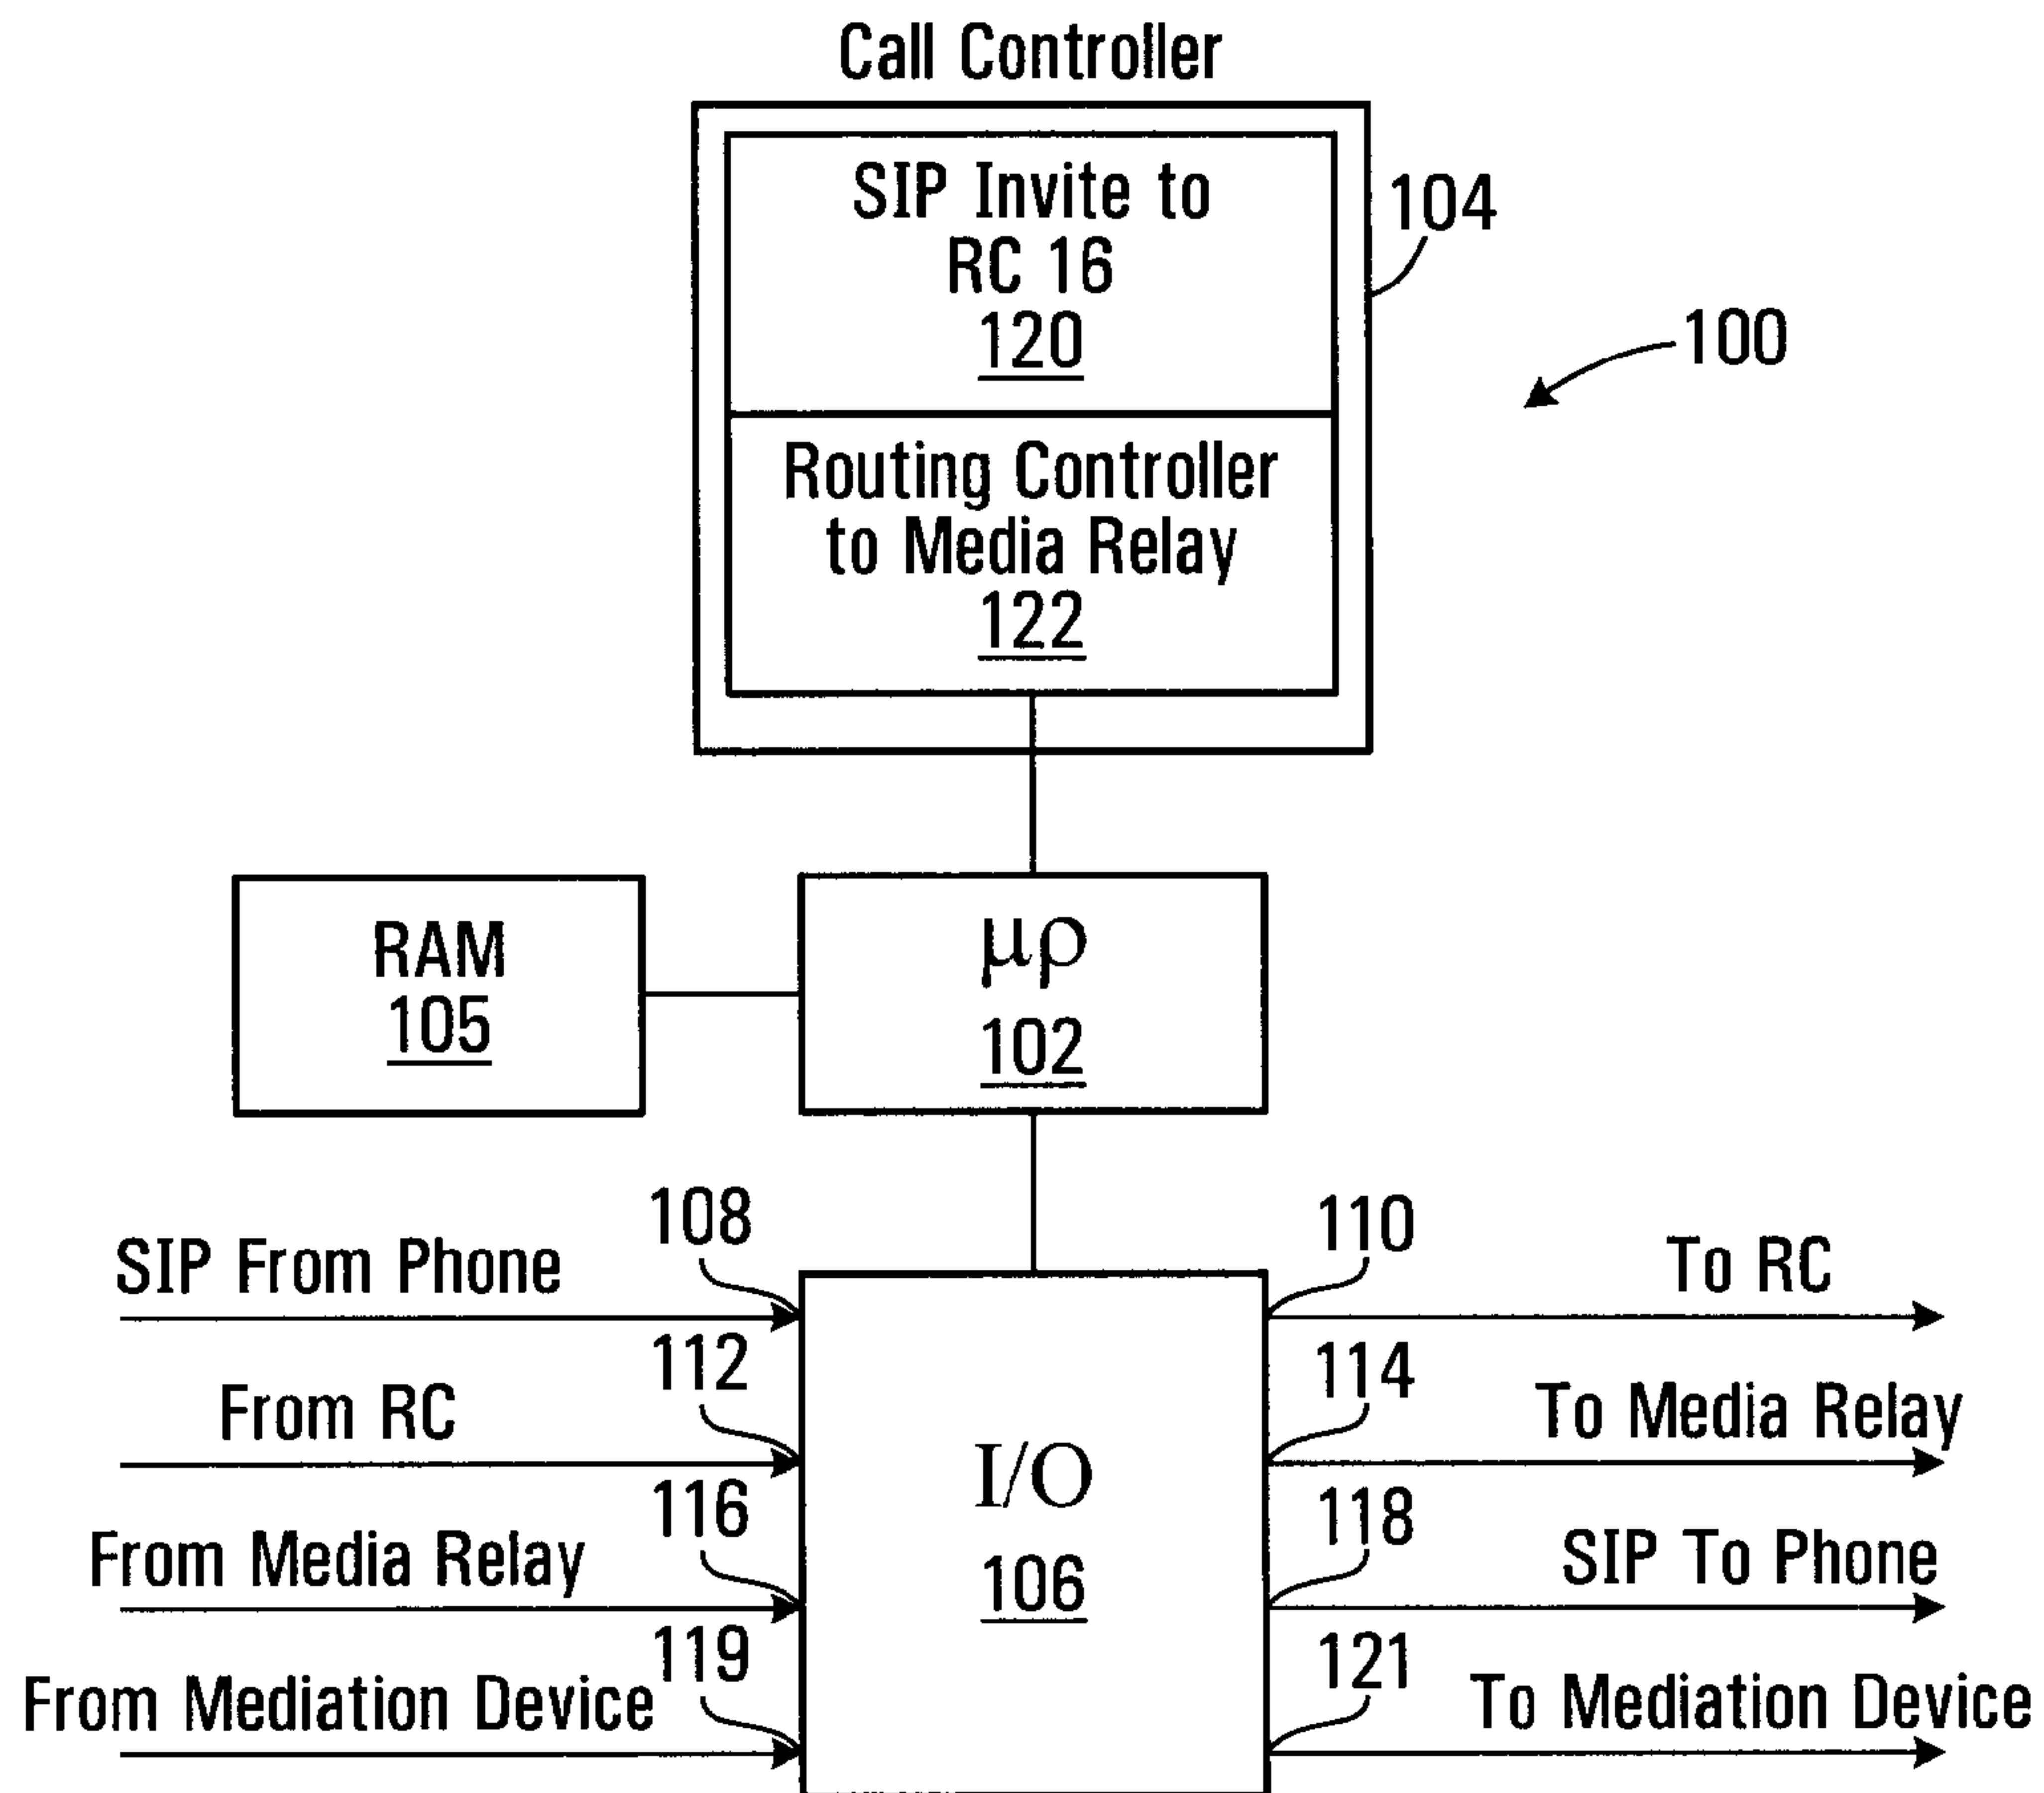 Call Controller
SIP Invite to
RC 16
120
104
100
Routing Controller
to Media Relay
122
RAM
105
μρ
102
108
110
SIP From Phone
To RC
112
114
From RC
To Media Relay
I/O
106
116
118
From Media Relay
SIP To Phone
119
121
From Mediation Device
To Mediation Device